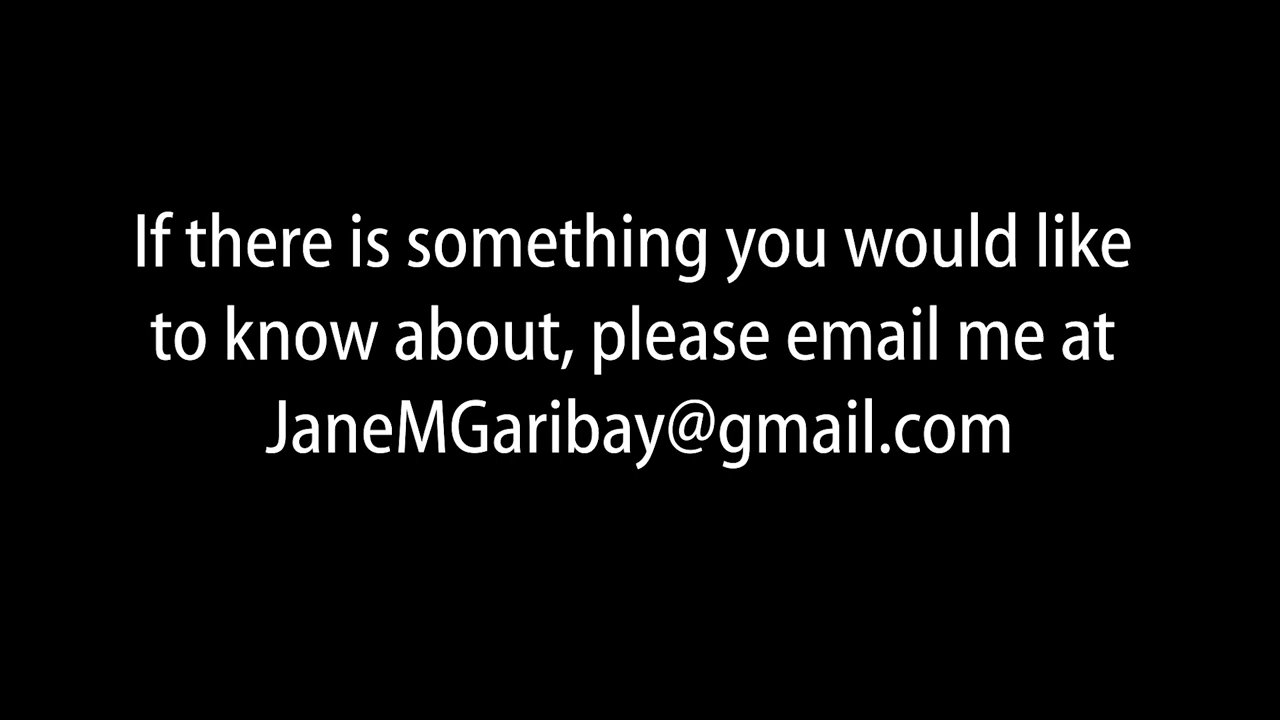 If there is something you would like
to know about, please email me at
JaneMGaribay@gmail.com